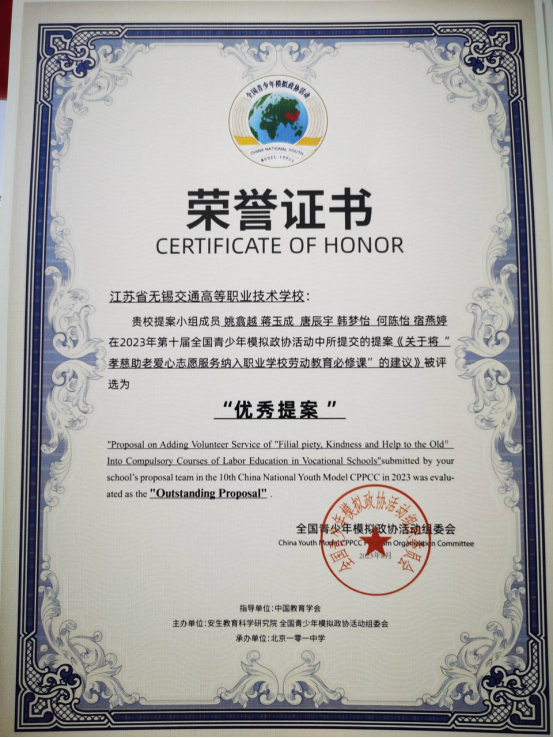 全国青少年模拟政协活动
CHINA NATIONAL YOUTH
MODEL CPPCC
荣誉证书
CERTIFICATE OF HONOR
江苏省无锡交通高等职业技术学校：
贵校提案小组成员 姚鑫越 蒋玉成 唐辰宇 韩梦怡 何陈怡 宿燕婷
在2023年第十届全国青少年模拟政协活动中所提交的提案《关于将“
孝慈助老爱心志愿服务纳入职业学校劳动教育必修课”的建议》被评
选为
“优秀提案 ”
"Proposal on Adding Volunteer Service of "Filial piety, Kindness and Help to the Old"
Into Compulsory Courses of Labor Education in Vocational Schools"submitted by your
school's proposal team in the 10th China National Youth Model CPPCC in 2023 was evalu-
ated as the "Outstanding Proposal" .
全国青少年模拟政协活动组委会
China Youth Model CPPCC Organization Committee
指导单位：中国教育学会
主办单位：安生教育科学研究院 全国青少年模拟政协活动组委会
承办单位：北京一零一中学